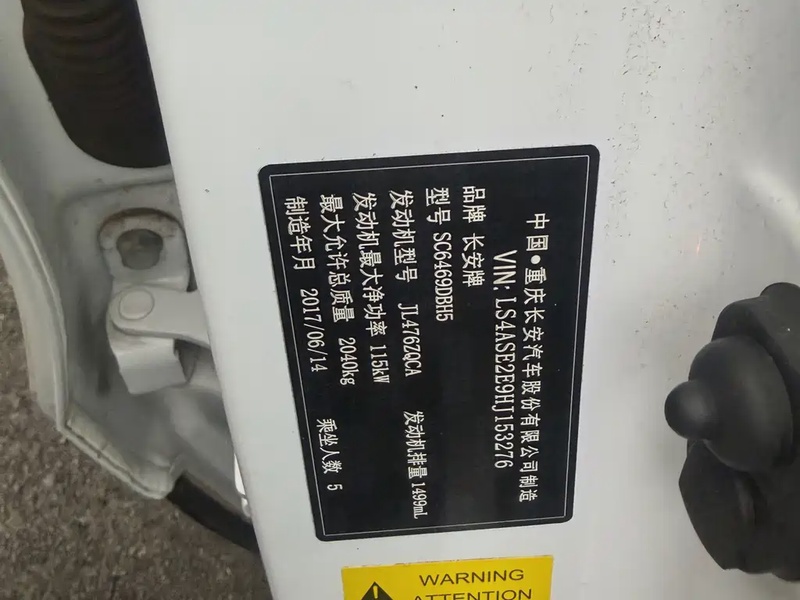 中国●重庆长安汽车股份有限公司制造
VIN: LS4ASE2E9HJ153276
品牌 长安牌
型号 SC6469DBH5
发动机型号 JL476ZQCA 发动机排量 1499mL
发动机最大净功率 115kW
最大允许总质量 2040kg
制造年月 2017/06/14 乘坐人数 5
WARNING
ATTENTION